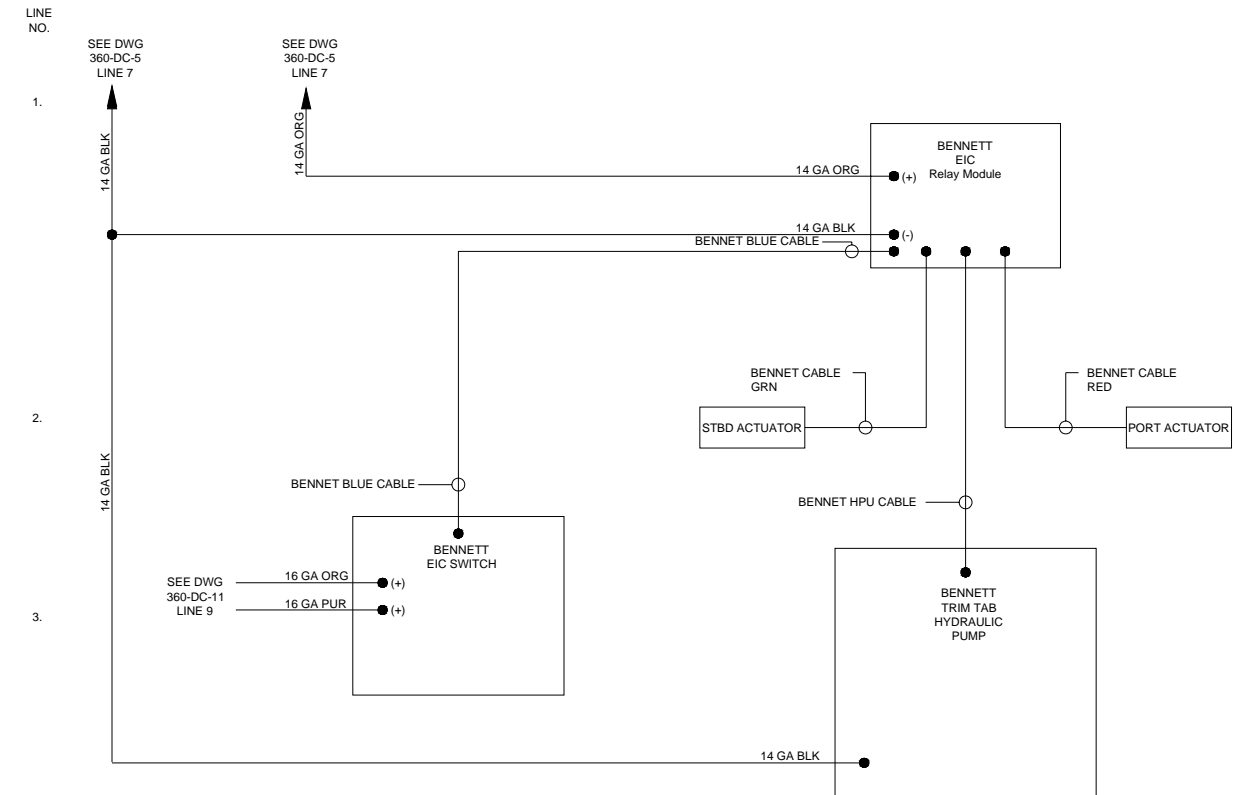 LINE
NO.
SEE DWG
360-DC-5
LINE 7
SEE DWG
360-DC-5
LINE 7
1.
14 GA BLK
14 GA ORG
14 GA ORG
BENNETT
EIC
Relay Module
(+)
14 GA BLK
(-)
BENNET BLUE CABLE
BENNET CABLE
GRN
BENNET CABLE
RED
2.
STBD ACTUATOR
PORT ACTUATOR
14 GA BLK
BENNET BLUE CABLE
BENNET HPU CABLE
BENNETT
EIC SWITCH
SEE DWG
360-DC-11
LINE 9
16 GA ORG
(+)
16 GA PUR
(+)
3.
BENNETT
TRIM TAB
HYDRAULIC
PUMP
14 GA BLK